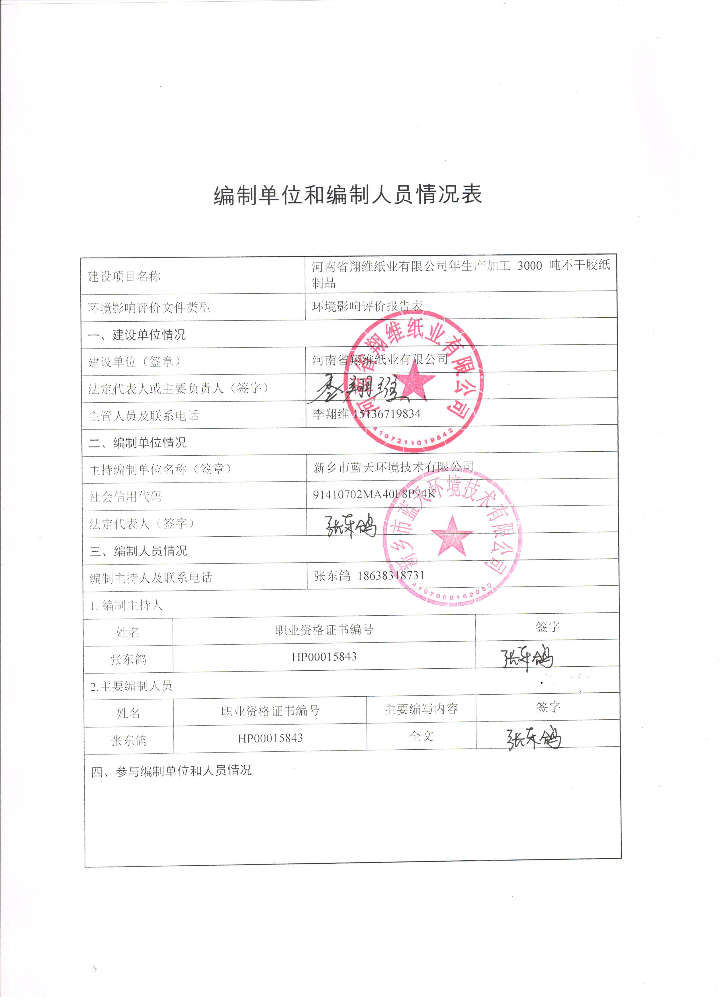 编制单位和编制人员情况表
建设项目名称
河南省翔维纸业有限公司年生产加工 3000 吨不干胶纸
制品
环境影响评价文件类型
环境影响评价报告表
一、建设单位情况
建设单位（签章）
河南省翔维纸业有限公司
法定代表人或主要负责人（签字）
李翔维
主管人员及联系电话
李翔维 15136719834
河南省翔维纸业有限公司
4107211019842
二、编制单位情况
主持编制单位名称（签章）
新乡市蓝天环境技术有限公司
社会信用代码
91410702MA40F8P74K
法定代表人（签字）
张东鸽
新乡市蓝天环境技术有限公司
4107000162050
三、编制人员情况
编制主持人及联系电话
张东鸽 18638318731
1. 编制主持人
姓名 职业资格证书编号 签字
张东鸽 HP00015843 张东鸽
2.主要编制人员
姓名 职业资格证书编号 主要编写内容 签字
张东鸽 HP00015843 全文 张东鸽
四、参与编制单位和人员情况